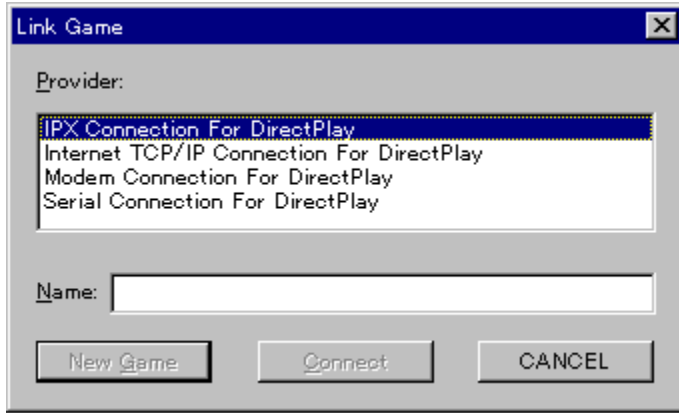 Link Game
Provider:
IPX Connection For DirectPlay
Internet TCP/IP Connection For DirectPlay
Modem Connection For DirectPlay
Serial Connection For DirectPlay
Name:
New Game Connect CANCEL